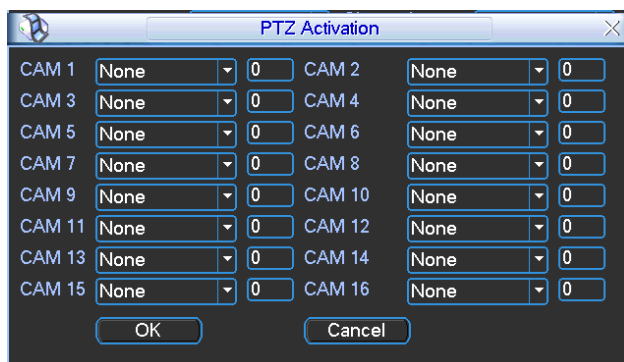 PTZ Activation
CAM 1 None 0 CAM 2 None 0
CAM 3 None 0 CAM 4 None 0
CAM 5 None 0 CAM 6 None 0
CAM 7 None 0 CAM 8 None 0
CAM 9 None 0 CAM 10 None 0
CAM 11 None 0 CAM 12 None 0
CAM 13 None 0 CAM 14 None 0
CAM 15 None 0 CAM 16 None 0
OK Cancel